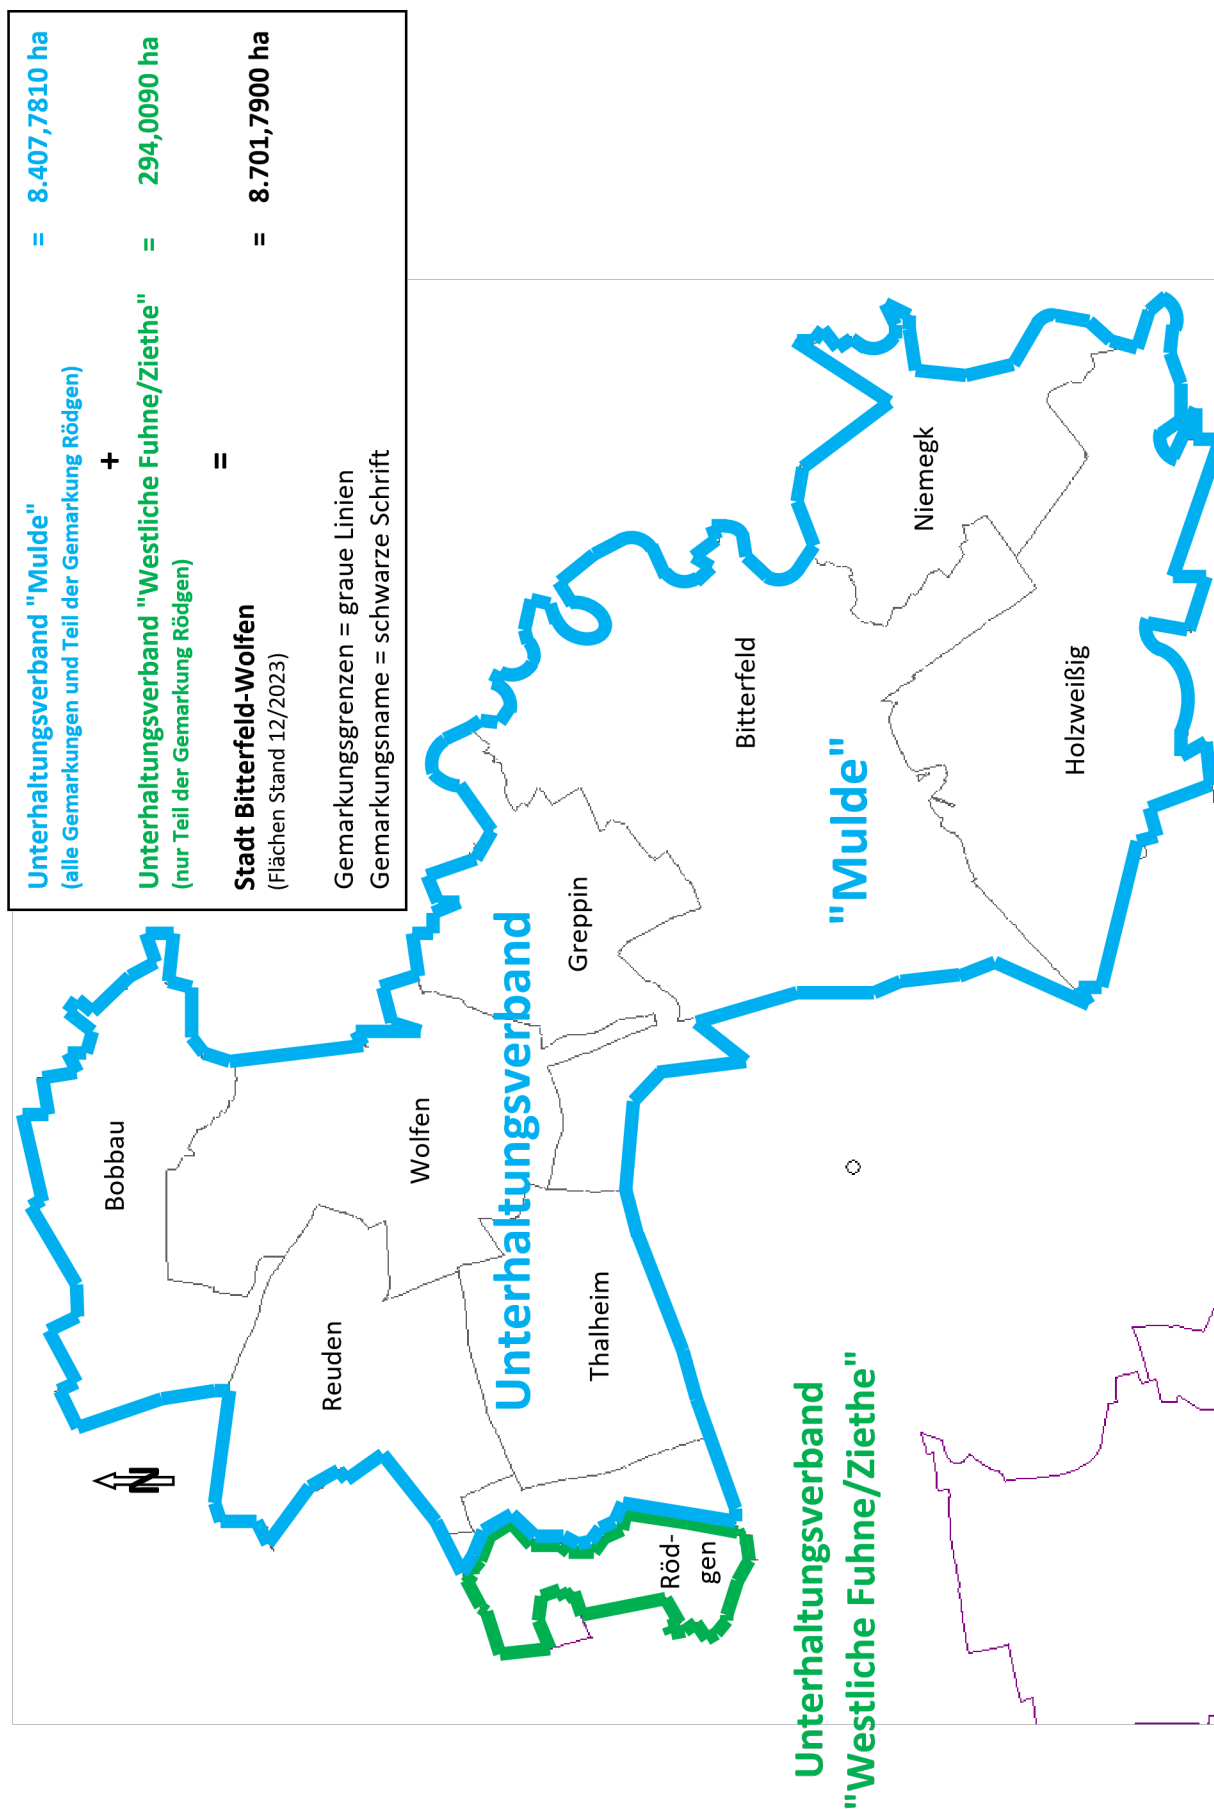 Unterhaltungsverband "Mulde" = 8.407,7810 ha
(alle Gemarkungen und Teil der Gemarkung Rödgen)
+
Unterhaltungsverband "Westliche Fuhne/Ziethe" = 294,0090 ha
(nur Teil der Gemarkung Rödgen)
=
Stadt Bitterfeld-Wolfen = 8.701,7900 ha
(Flächen Stand 12/2023)
Gemarkungsgrenzen = graue Linien
Gemarkungsname = schwarze Schrift
Bobbau
N
Reuden
Wolfen
Unterhaltungsverband
Greppin
Thalheim
Röd-
gen
Bitterfeld
"Mulde"
Niemegk
Holzweißig
Unterhaltungsverband
"Westliche Fuhne/Ziethe"